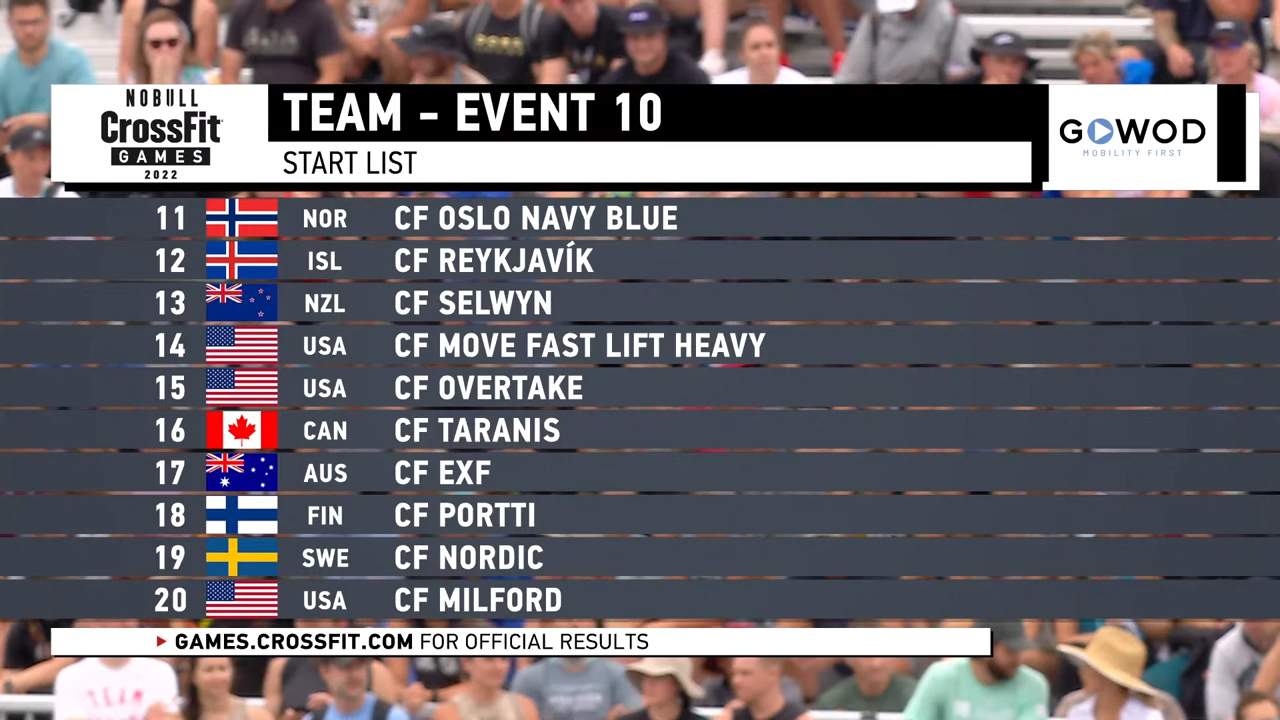 NOBULL
CrossFit
GAMES
2022
TEAM - EVENT 10
START LIST
GOWOD
MOBILITY FIRST
11 NOR CF OSLO NAVY BLUE
12 ISL CF REYKJAVÍK
13 NZL CF SELWYN
14 USA CF MOVE FAST LIFT HEAVY
15 USA CF OVERTAKE
16 CAN CF TARANIS
17 AUS CF EXF
18 FIN CF PORTTI
19 SWE CF NORDIC
20 USA CF MILFORD
GAMES.CROSSFIT.COM FOR OFFICIAL RESULTS
TEAM